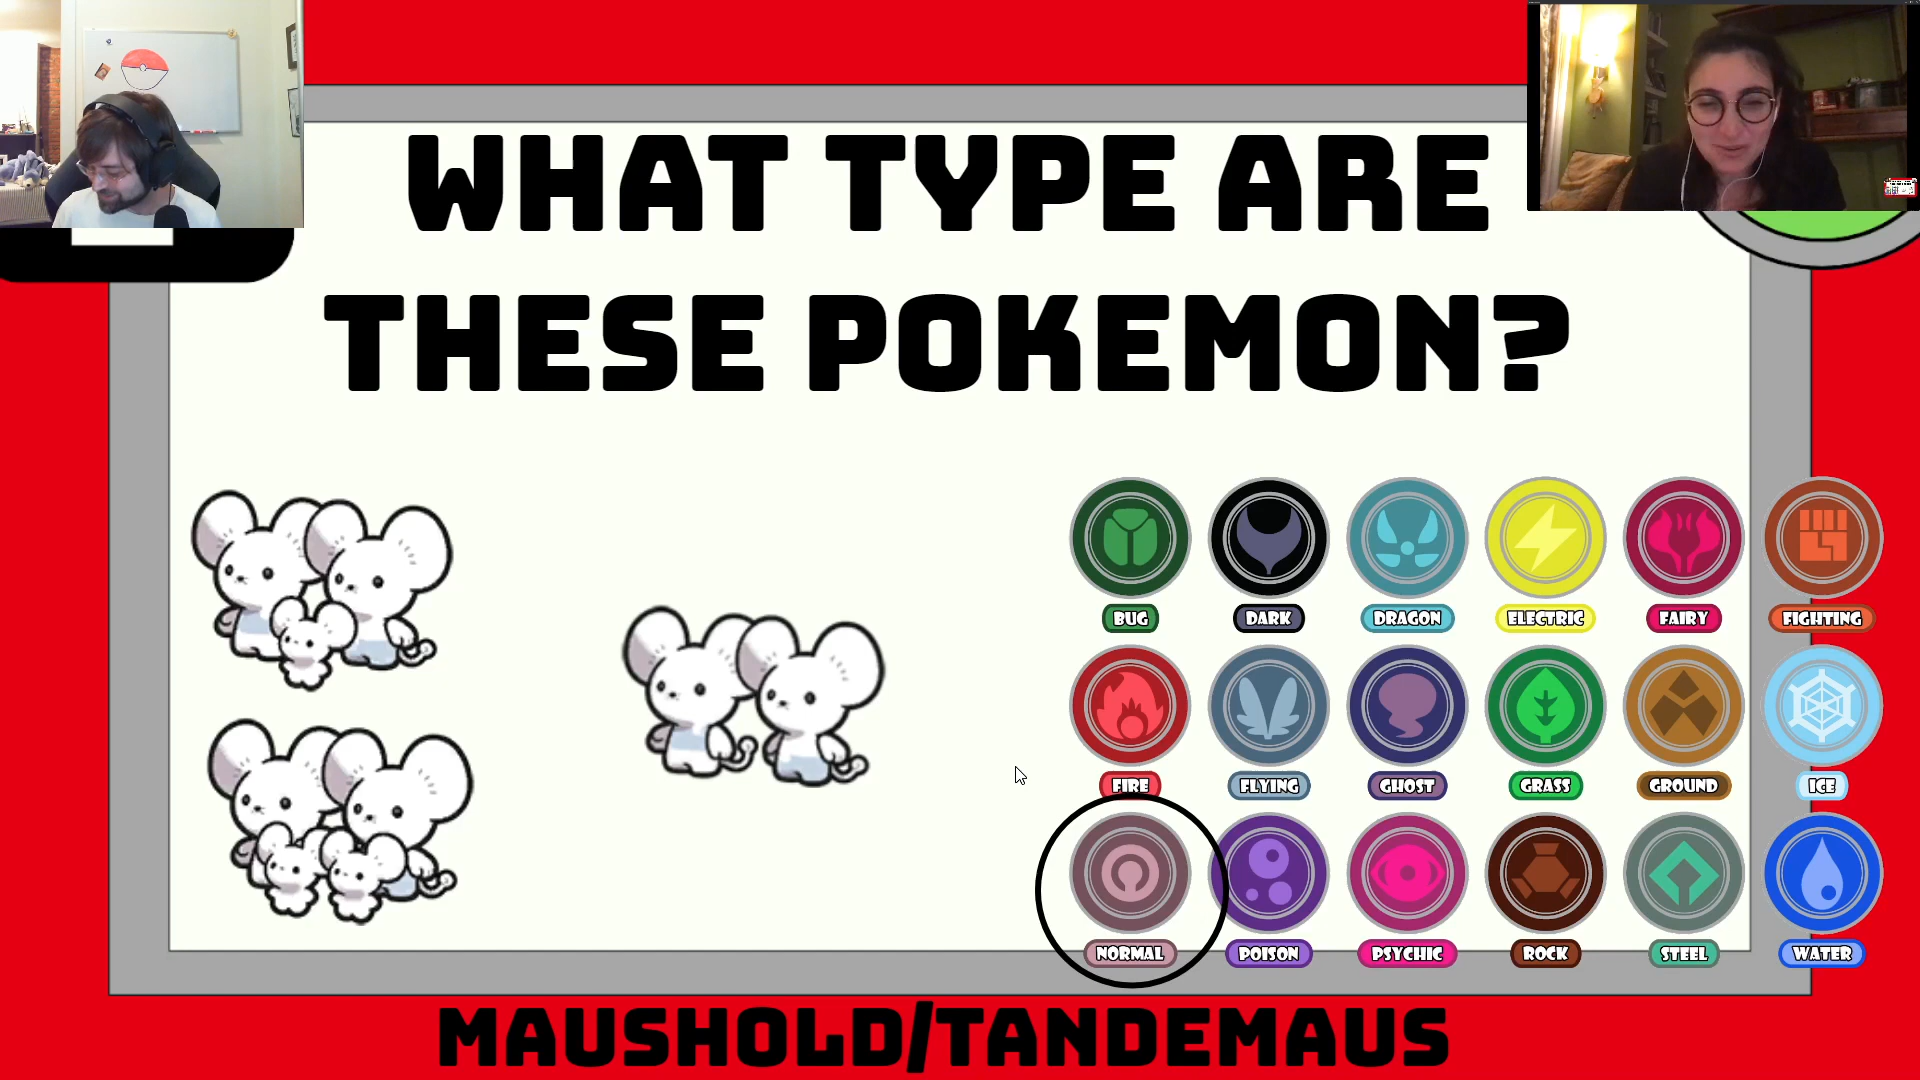 WHAT TYPE ARE
THESE POKEMON?
BUG DARK DRAGON ELECTRIC FAIRY FIGHTING
FIRE FLYING GHOST GRASS GROUND ICE
NORMAL POISON PSYCHIC ROCK STEEL WATER
MAUSHOLD/TANDEMAUS